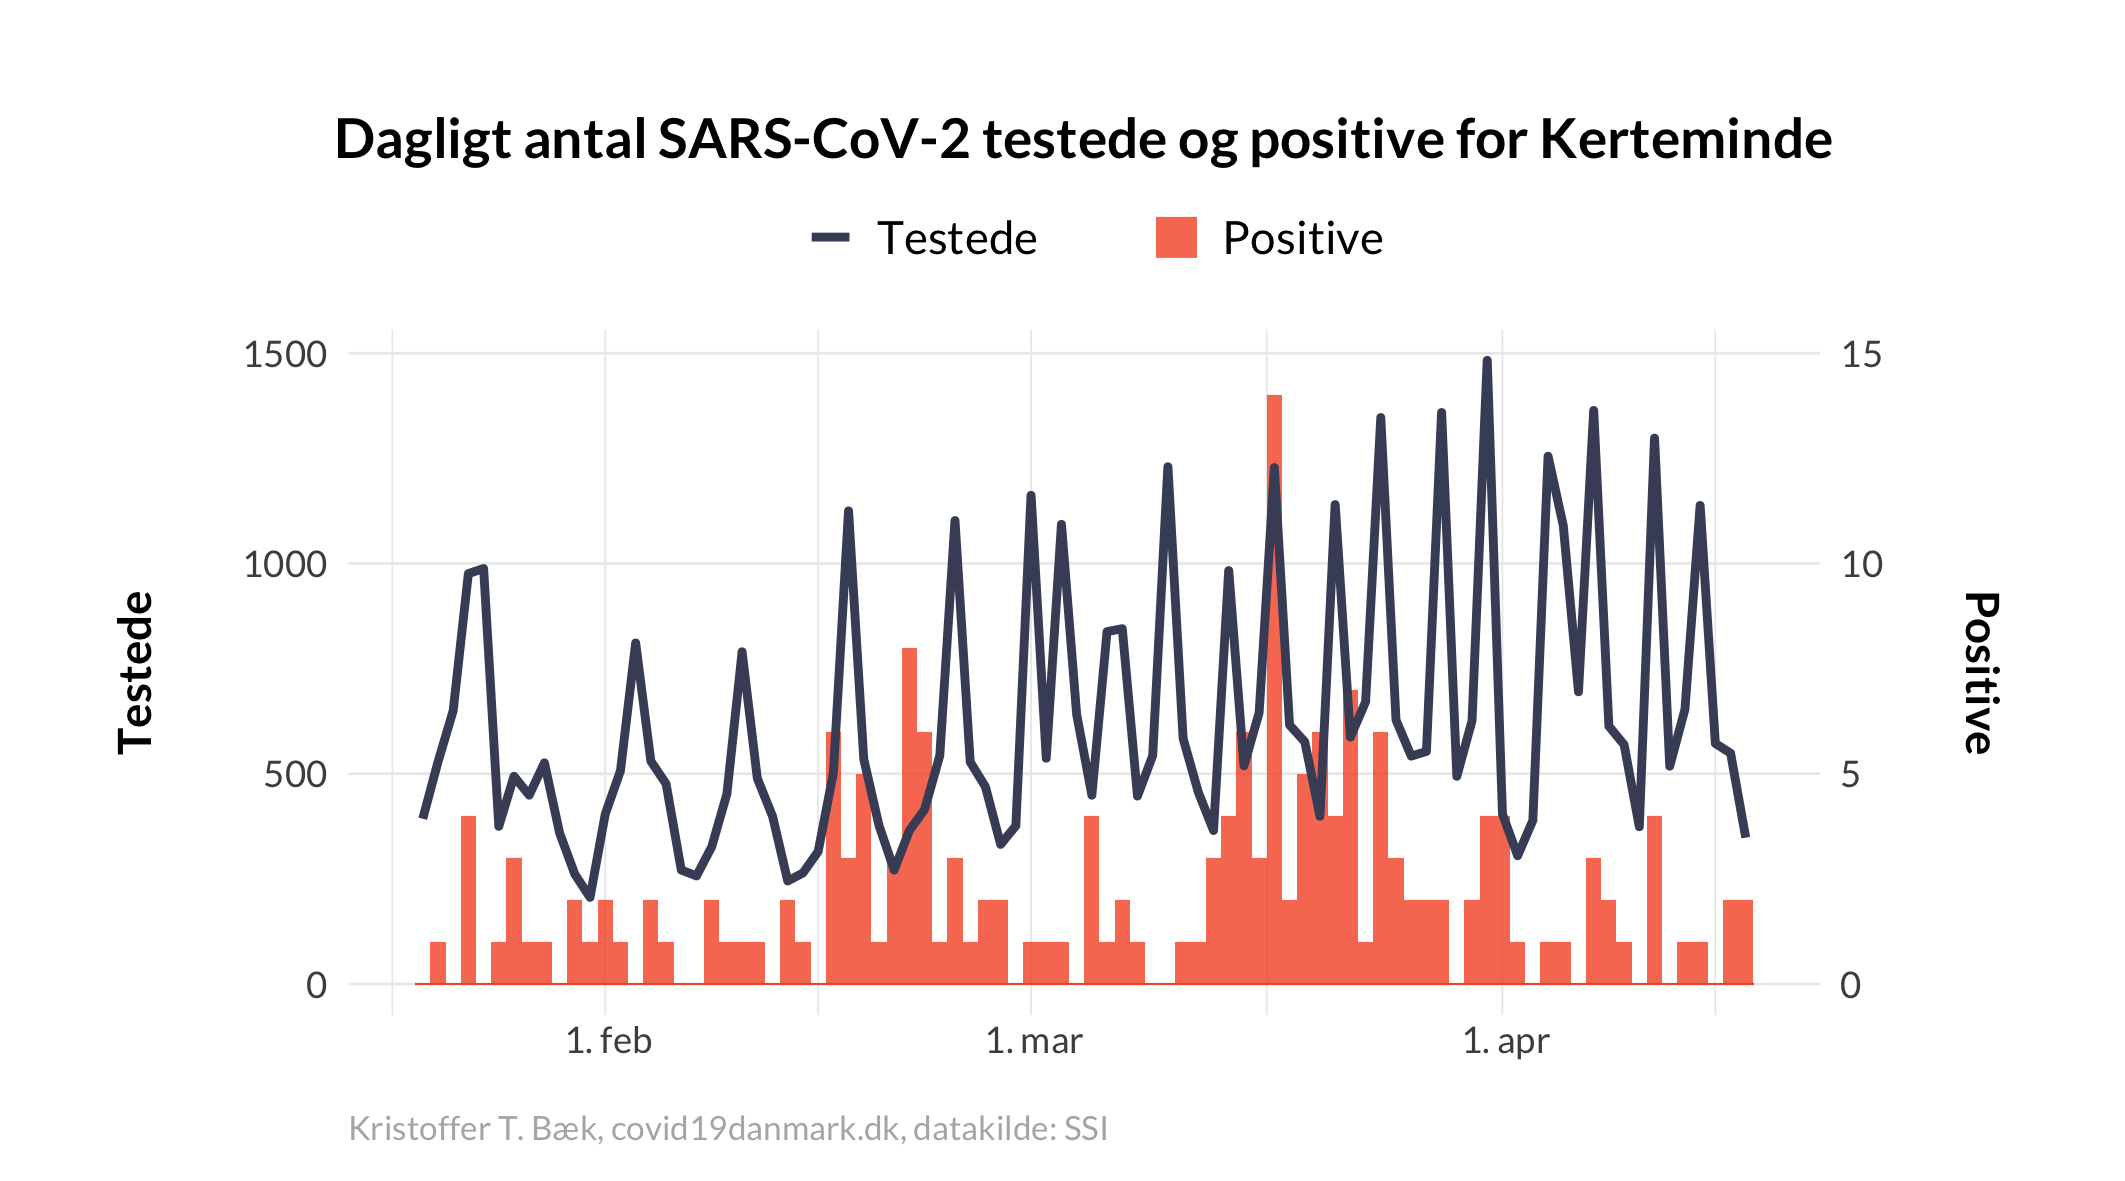 Dagligt antal SARS-CoV-2 testede og positive for Kerteminde
Testede Positive
1500 15
1000 10
500 5
0 0
Testede
Positive
1. feb 1. mar 1. apr
Kristoffer T. Bæk, covid19danmark.dk, datakilde: SSI